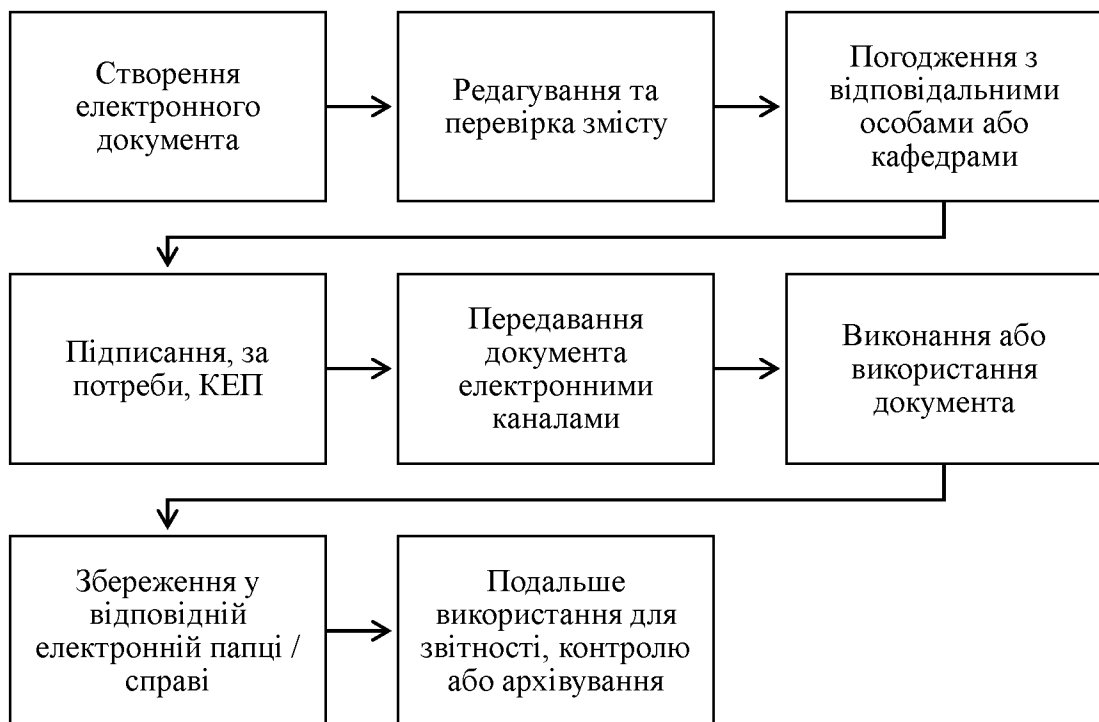 Створення
електронного
документа
Редагування та
перевірка змісту
Погодження з
відповідальними
особами або
кафедрами
Підписання, за
потреби, КЕП
Передавання
документа
електронними
каналами
Виконання або
використання
документа
Збереження у
відповідній
електронній папці /
справі
Подальше
використання для
звітності, контролю
або архівування